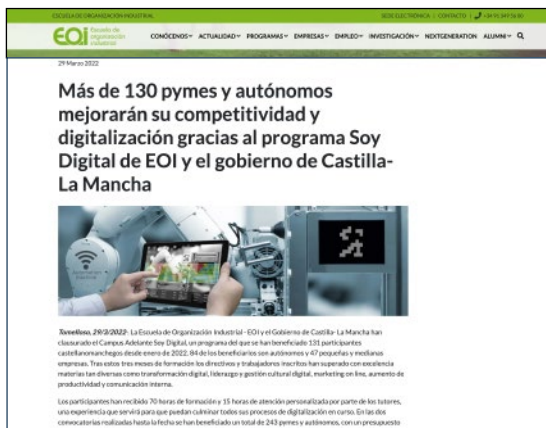 ESCUELA DE ORGANIZACIÓN INDUSTRIAL SEDE ELECTRÓNICA | CONTACTO | +34 91 349 56 00
EOI Escuela de organización industrial
CONÓCENOS ACTUALIDAD PROGRAMAS EMPRESAS EMPLEO INVESTIGACIÓN NEXTGENERATION ALUMNI
29 Marzo 2022
Más de 130 pymes y autónomos
mejorarán su competitividad y
digitalización gracias al programa Soy
Digital de EOI y el gobierno de Castilla-
La Mancha
Tomelloso, 29/3/2022- La Escuela de Organización Industrial - EOI y el Gobierno de Castilla- La Mancha han
clausurado el Campus Adelante Soy Digital, un programa del que se han beneficiado 131 participantes
castellanomanchegos desde enero de 2022. 84 de los beneficiarios son autónomos y 47 pequeñas y medianas
empresas. Tras estos tres meses de formación los directivos y trabajadores inscritos han superado con excelencia
materias tan diversas como transformación digital, liderazgo y gestión cultural digital, marketing on line, aumento de
productividad y comunicación interna.
Los participantes han recibido 70 horas de formación y 15 horas de atención personalizada por parte de los tutores,
una experiencia que servirá para que puedan culminar todos sus procesos de digitalización en curso. En las dos
convocatorias realizadas hasta la fecha se han beneficiado un total de 243 pymes y autónomos, con un presupuesto